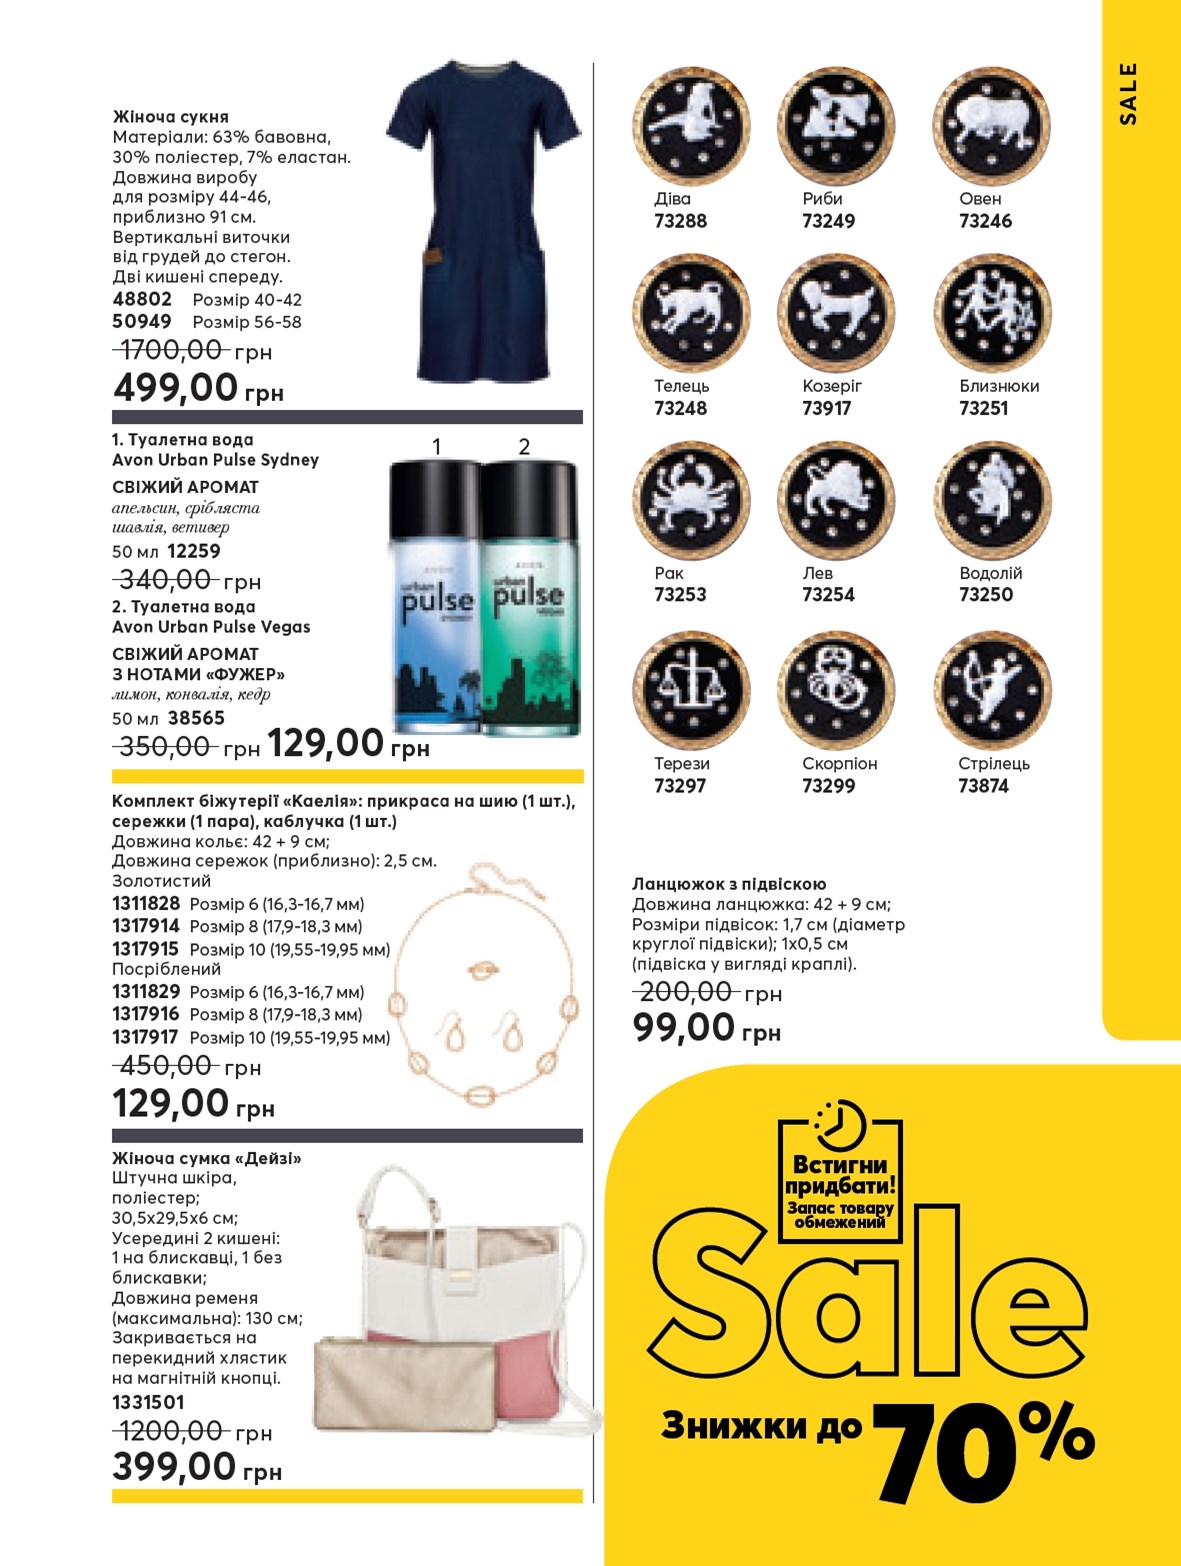 SALE
Жіноча сукня
Матеріали: 63% бавовна,
30% поліестер, 7% еластан.
Довжина виробу
для розміру 44-46,
приблизно 91 см.
Вертикальні виточки
від грудей до стегон.
Дві кишені спереду.
48802 Розмір 40-42
50949 Розмір 56-58
1700,00 грн
499,00 грн
1. Туалетна вода
Avon Urban Pulse Sydney
СВІЖИЙ АРОМАТ
апельсин, срібляста
шавлія, ветивер
50 мл 12259
340,00 грн
2. Туалетна вода
Avon Urban Pulse Vegas
СВІЖИЙ АРОМАТ
З НОТАМИ «ФУЖЕР»
лимон, конвалія, кедр
50 мл 38565
350,00 грн 129,00 грн
1 2
AVON
urban
pulse
SYDNEY
AVON
urban
pulse
VEGAS
Комплект біжутерії «Каелія»: прикраса на шию (1 шт.),
сережки (1 пара), каблучка (1 шт.)
Довжина кольє: 42 + 9 см;
Довжина сережок (приблизно): 2,5 см.
Золотистий
1311828 Розмір 6 (16,3-16,7 мм)
1317914 Розмір 8 (17,9-18,3 мм)
1317915 Розмір 10 (19,55-19,95 мм)
Посріблений
1311829 Розмір 6 (16,3-16,7 мм)
1317916 Розмір 8 (17,9-18,3 мм)
1317917 Розмір 10 (19,55-19,95 мм)
450,00 грн
129,00 грн
Жіноча сумка «Дейзі»
Штучна шкіра,
поліестер;
30,5х29,5х6 см;
Усередині 2 кишені:
1 на блискавці, 1 без
блискавки;
Довжина ременя
(максимальна): 130 см;
Закривається на
перекидний хлястик
на магнітній кнопці.
1331501
1200,00 грн
399,00 грн
Діва
73288
Риби
73249
Овен
73246
Телець
73248
Козеріг
73917
Близнюки
73251
Рак
73253
Лев
73254
Водолій
73250
Терези
73297
Скорпіон
73299
Стрілець
73874
Ланцюжок з підвіскою
Довжина ланцюжка: 42 + 9 см;
Розміри підвісок: 1,7 см (діаметр
круглої підвіски); 1х0,5 см
(підвіска у вигляді краплі).
200,00 грн
99,00 грн
Встигни
придбати!
Запас товару
обмежений
Sale
Знижки до 70%